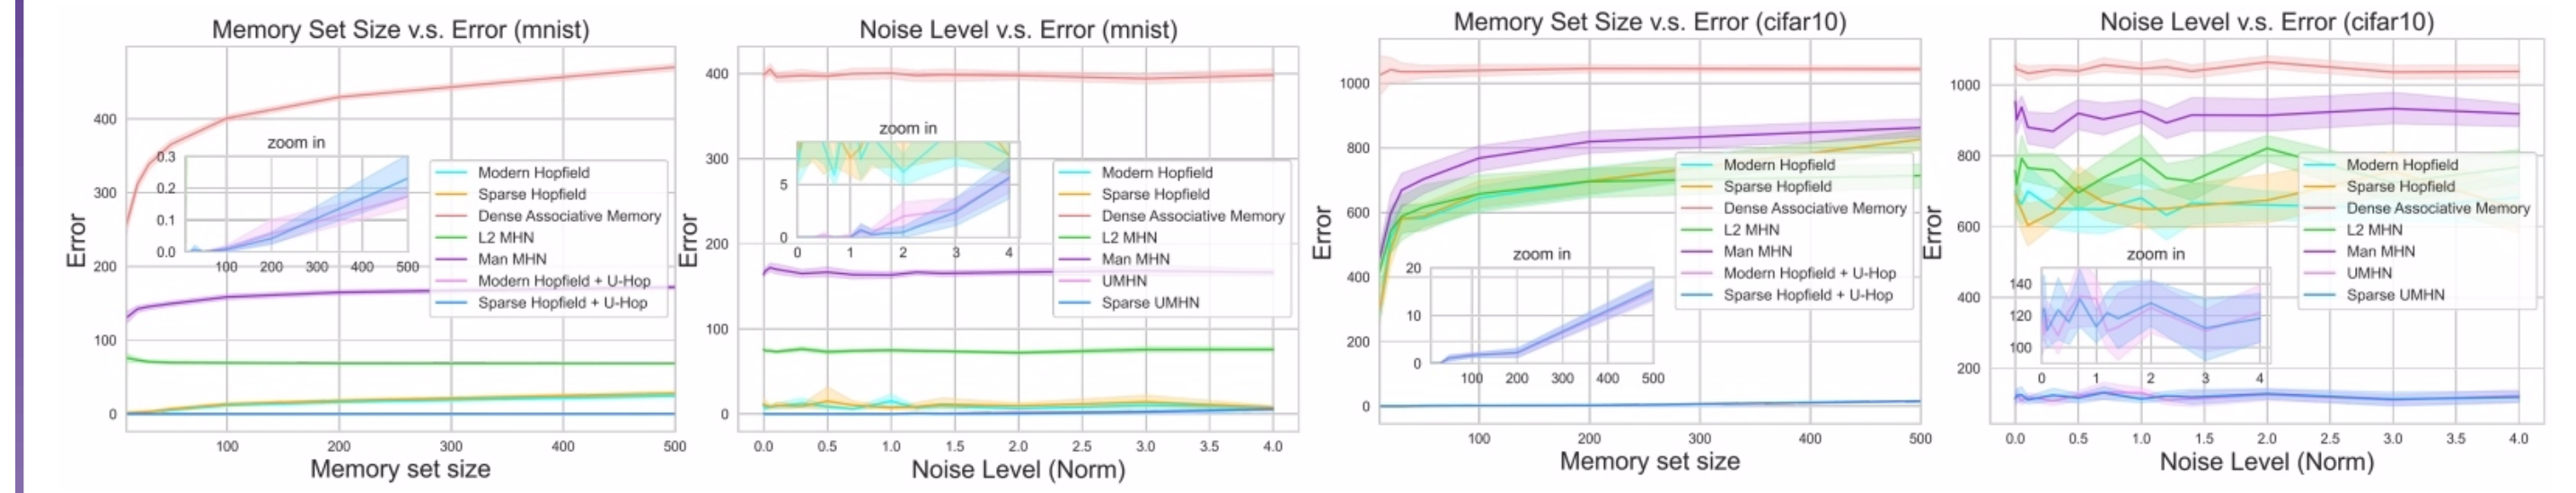 Memory Set Size v.s. Error (mnist)
Error
400
300
200
100
0
zoom in
0.3
0.2
0.1
0.0
100 200 300 400 500
Modern Hopfield
Sparse Hopfield
Dense Associative Memory
L2 MHN
Man MHN
Modern Hopfield + U-Hop
Sparse Hopfield + U-Hop
100 200 300 400 500
Memory set size
Noise Level v.s. Error (mnist)
Error
400
300
200
100
0
zoom in
5
0
0 1 2 3 4
Modern Hopfield
Sparse Hopfield
Dense Associative Memory
L2 MHN
Man MHN
UMHN
Sparse UMHN
0.0 0.5 1.0 1.5 2.0 2.5 3.0 3.5 4.0
Noise Level (Norm)
Memory Set Size v.s. Error (cifar10)
Error
1000
800
600
400
200
0
zoom in
20
10
0
100 200 300 400 500
Modern Hopfield
Sparse Hopfield
Dense Associative Memory
L2 MHN
Man MHN
Modern Hopfield + U-Hop
Sparse Hopfield + U-Hop
100 200 300 400 500
Memory set size
Noise Level v.s. Error (cifar10)
Error
1000
800
600
400
200
zoom in
140
120
100
0 1 2 3 4
Modern Hopfield
Sparse Hopfield
Dense Associative Memory
L2 MHN
Man MHN
UMHN
Sparse UMHN
0.0 0.5 1.0 1.5 2.0 2.5 3.0 3.5 4.0
Noise Level (Norm)